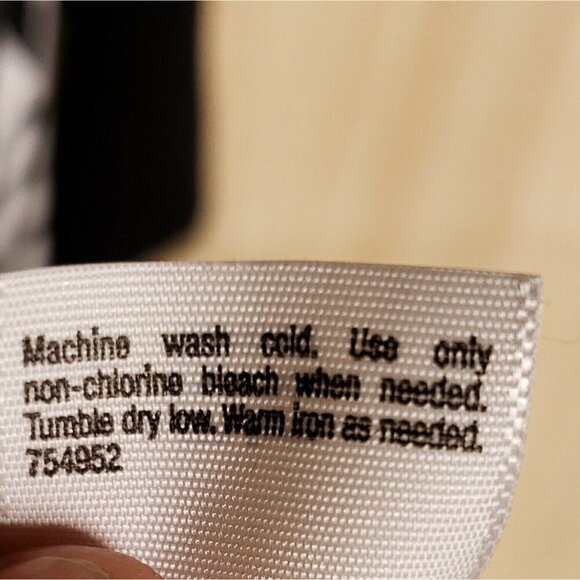 Machine wash cold. Use only
non-chlorine bleach when needed.
Tumble dry low. Warm iron as needed.
754952